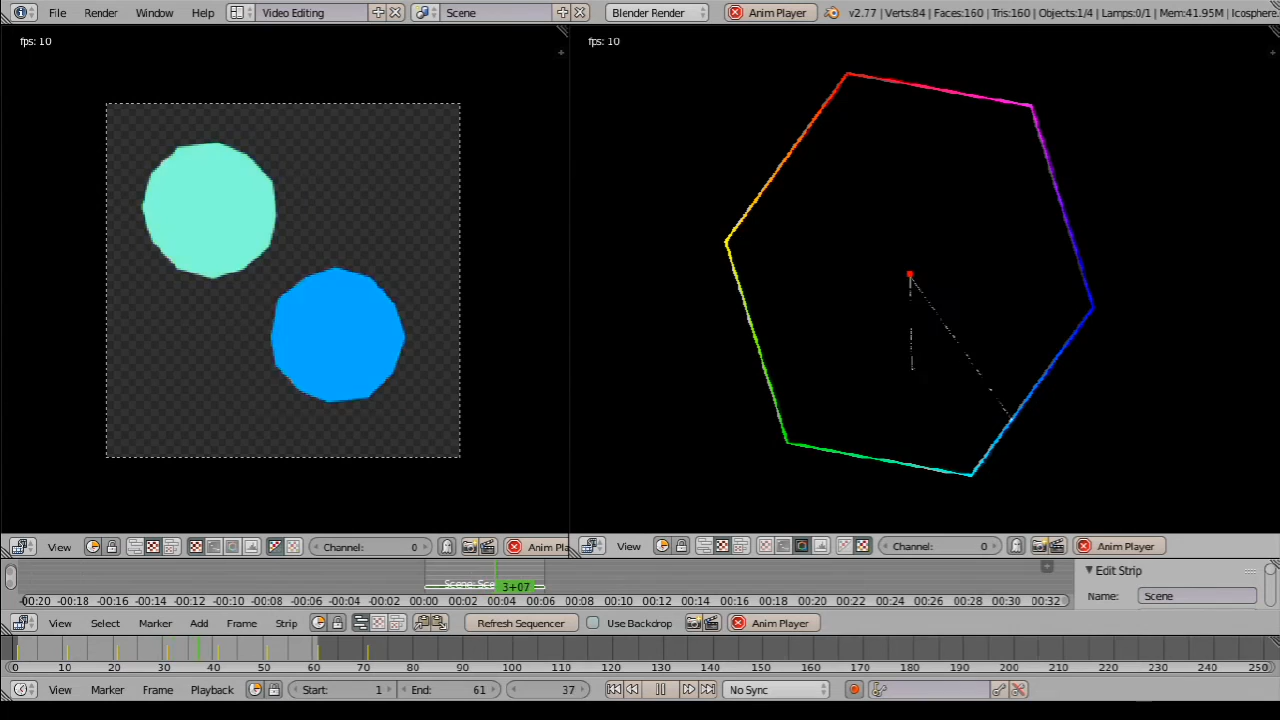 File Render Window Help Video Editing Scene Blender Render Anim Player v2.77 | Verts:84 | Faces:160 | Tris:160 | Objects:1/4 | Lamps:0/1 | Mem:41.95M | Icosphere
fps: 10 fps: 10
View Channel: 0 Anim Pla View Channel: 0 Anim Player
Scene: Sce 3+07 Edit Strip
Name: Scene
-00:20 -00:18 -00:16 -00:14 -00:12 -00:10 -00:08 -00:06 -00:04 -00:02 00:00 00:02 00:04 00:06 00:08 00:10 00:12 00:14 00:16 00:18 00:20 00:22 00:24 00:26 00:28 00:30 00:32
View Select Marker Add Frame Strip Refresh Sequencer Use Backdrop Anim Player
0 10 20 30 40 50 60 70 80 90 100 110 120 130 140 150 160 170 180 190 200 210 220 230 240 250
View Marker Frame Playback Start: 1 End: 61 37 No Sync